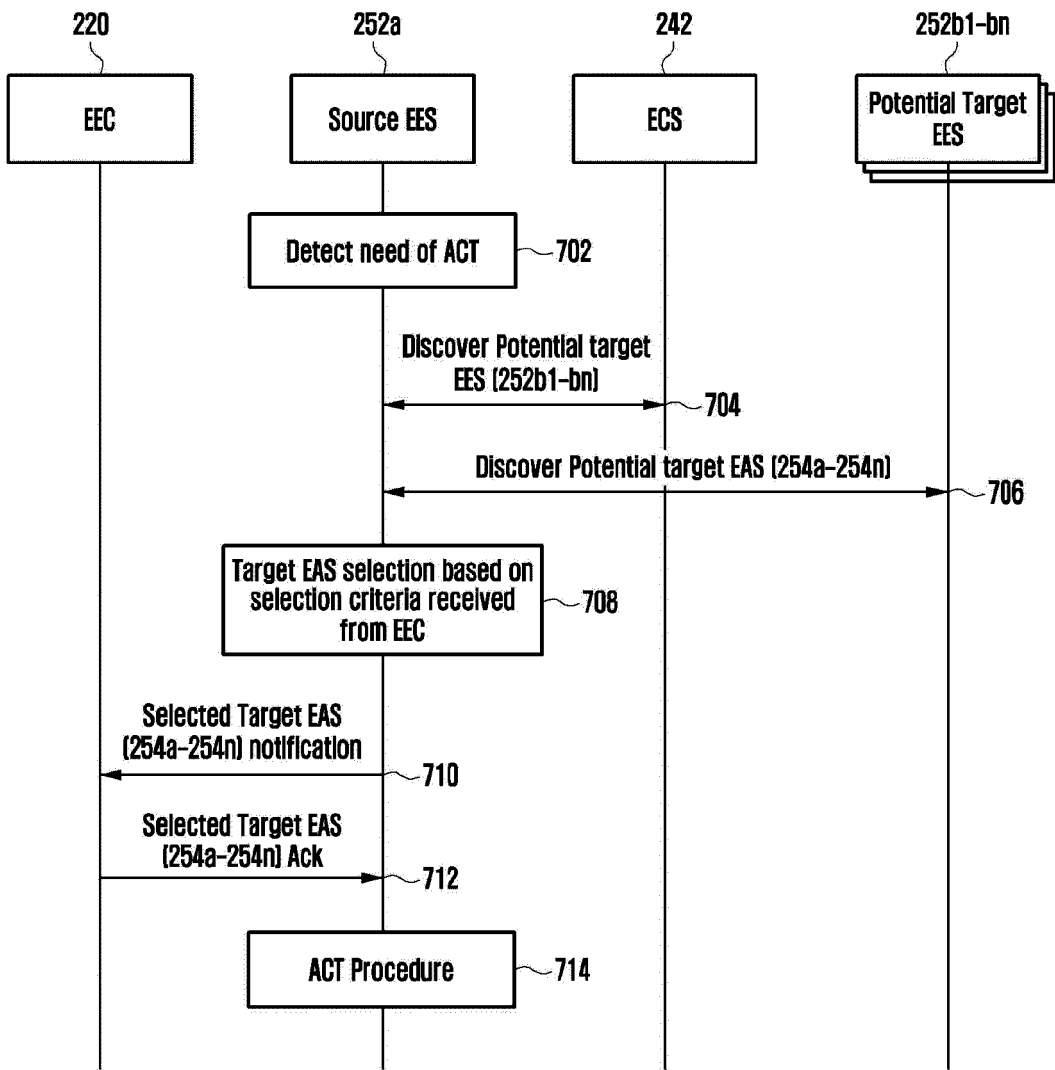 220
252a
242
252b1-bn
EEC
Source EES
ECS
Potential Target
EES
Detect need of ACT
702
Discover Potential target
EES (252b1-bn)
704
Discover Potential target EAS (254a-254n)
706
Target EAS selection based on
selection criteria received
from EEC
708
Selected Target EAS
(254a-254n) notification
710
Selected Target EAS
(254a-254n) Ack
712
ACT Procedure
714